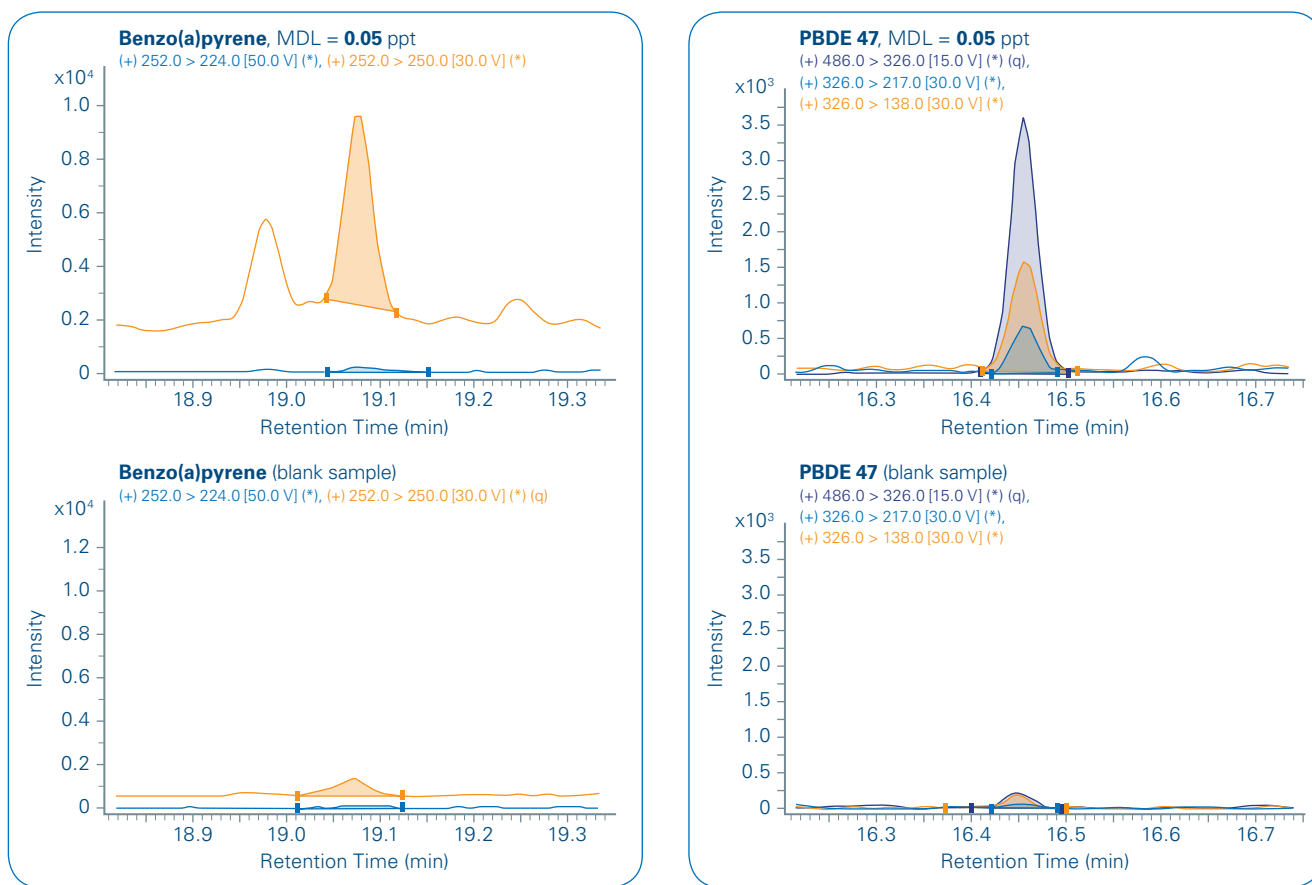 Benzo(a)pyrene, MDL = 0.05 ppt
(+) 252.0 > 224.0 [50.0 V] (*), (+) 252.0 > 250.0 [30.0 V] (*)
x10⁴
1.0
0.8
0.6
0.4
0.2
0
Intensity
18.9 19.0 19.1 19.2 19.3
Retention Time (min)
Benzo(a)pyrene (blank sample)
(+) 252.0 > 224.0 [50.0 V] (*), (+) 252.0 > 250.0 [30.0 V] (*) (q)
x10⁴
1.2
1.0
0.8
0.6
0.4
0.2
0
Intensity
18.9 19.0 19.1 19.2 19.3
Retention Time (min)
PBDE 47, MDL = 0.05 ppt
(+) 486.0 > 326.0 [15.0 V] (*) (q),
(+) 326.0 > 217.0 [30.0 V] (*),
(+) 326.0 > 138.0 [30.0 V] (*)
x10³
3.5
3.0
2.5
2.0
1.5
1.0
0.5
0
Intensity
16.3 16.4 16.5 16.6 16.7
Retention Time (min)
PBDE 47 (blank sample)
(+) 486.0 > 326.0 [15.0 V] (*) (q),
(+) 326.0 > 217.0 [30.0 V] (*),
(+) 326.0 > 138.0 [30.0 V] (*)
x10³
3.5
3.0
2.5
2.0
1.5
1.0
0.5
0
Intensity
16.3 16.4 16.5 16.6 16.7
Retention Time (min)